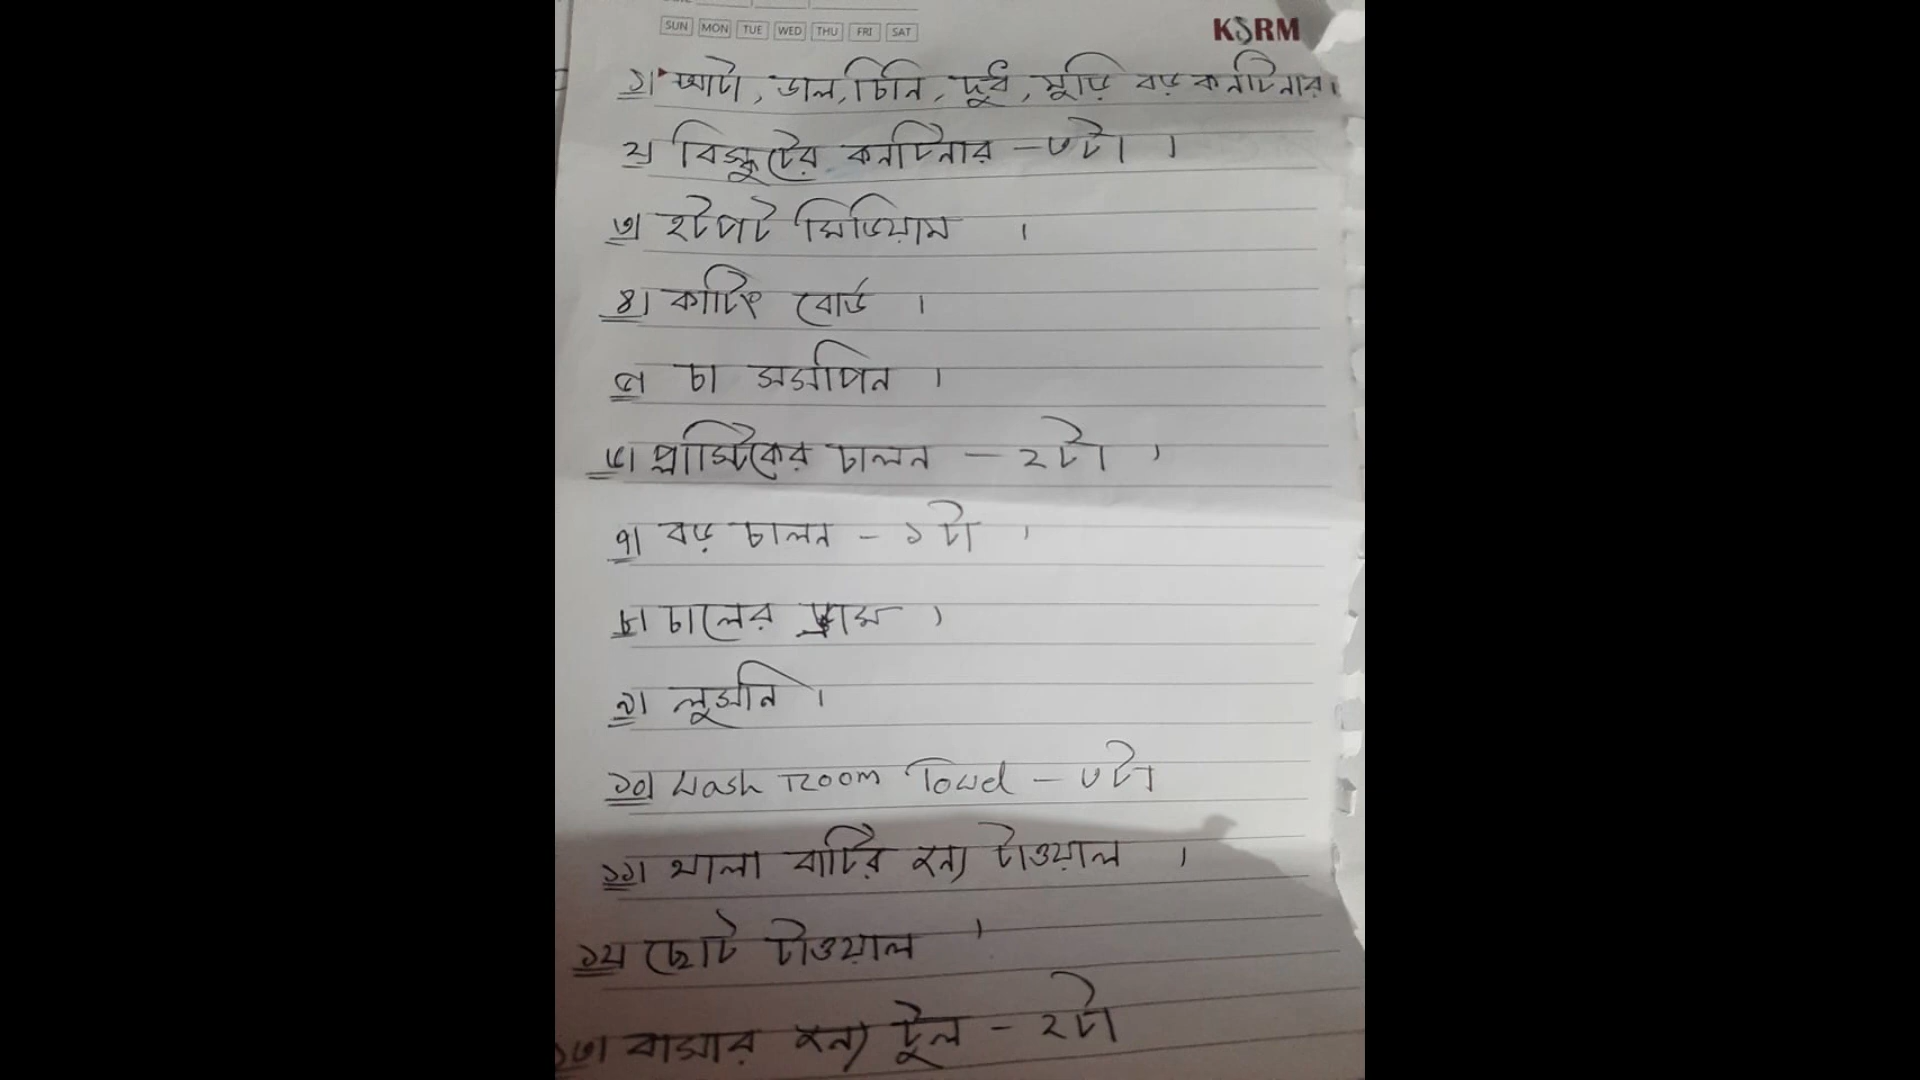 SUN MON TUE WED THU FRI SAT
KSRM
১। আটা, ডাল, চিনি, দুধ, মুড়ি বড় কনটিনার।
২। বিস্কুটের কনটিনার - ৩টা।
৩। হটপট মিডিয়াম।
৪। কাটিং বোর্ড।
৫। চা সসপিন।
৬। প্লাস্টিকের চালন - ২টা।
৭। বড় চালন - ১টা।
৮। চালের ড্রাম।
৯। লুসনি।
১০। Wash Room Towel - ৩টা
১১। থালা বাটির জন্য টাওয়াল।
১২। ছোট টাওয়াল।
১৩। বাসার জন্য টুল - ২টা